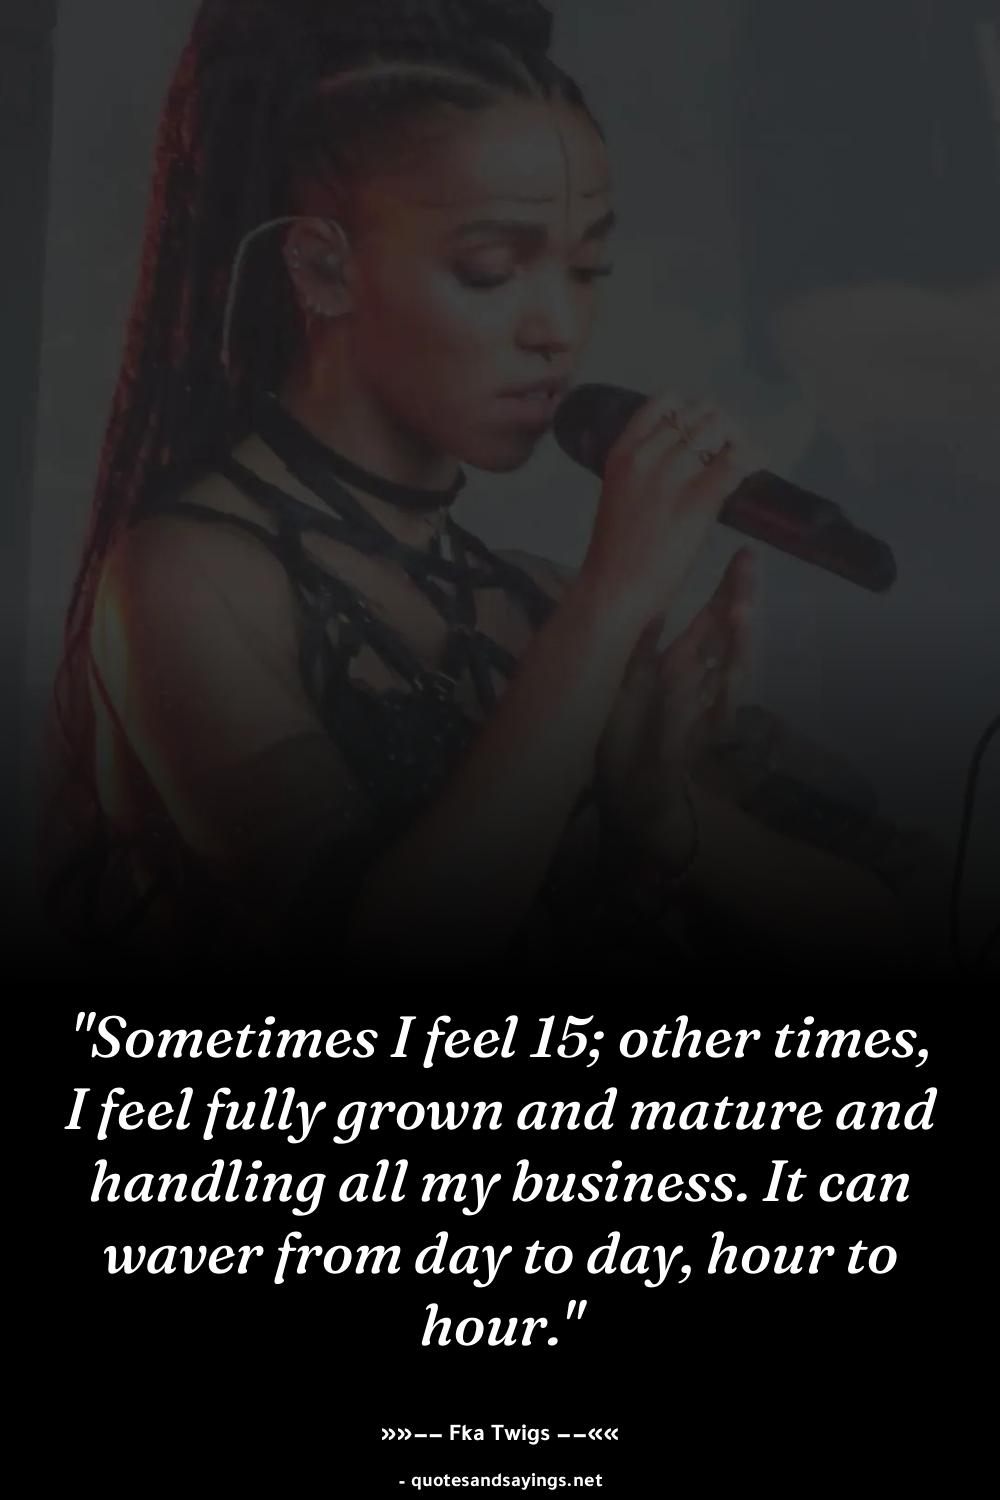 "Sometimes I feel 15; other times,
I feel fully grown and mature and
handling all my business. It can
waver from day to day, hour to
hour."
»»–– Fka Twigs ––««
- quotesandsayings.net